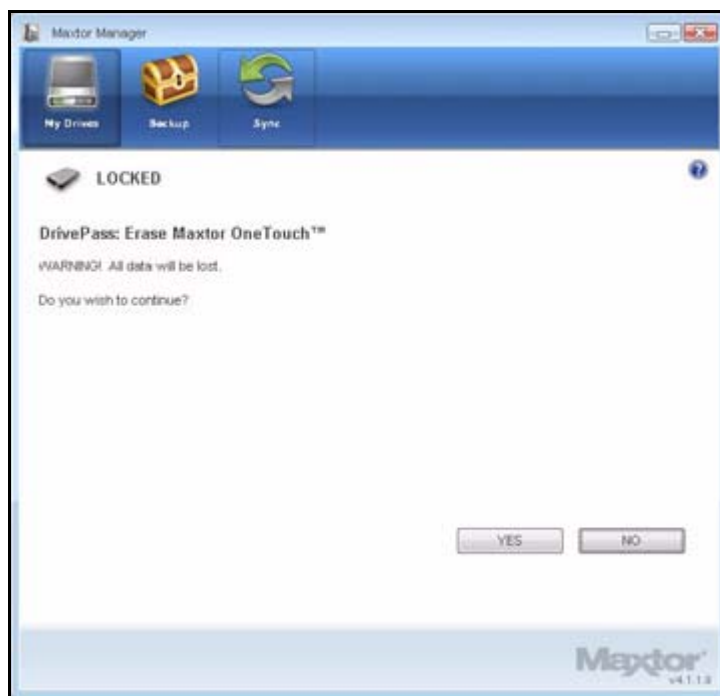 Maxtor Manager
My Drives
Backup
Sync
LOCKED
DrivePass: Erase Maxtor OneTouch™
WARNING! All data will be lost.
Do you wish to continue?
YES
NO
Maxtor